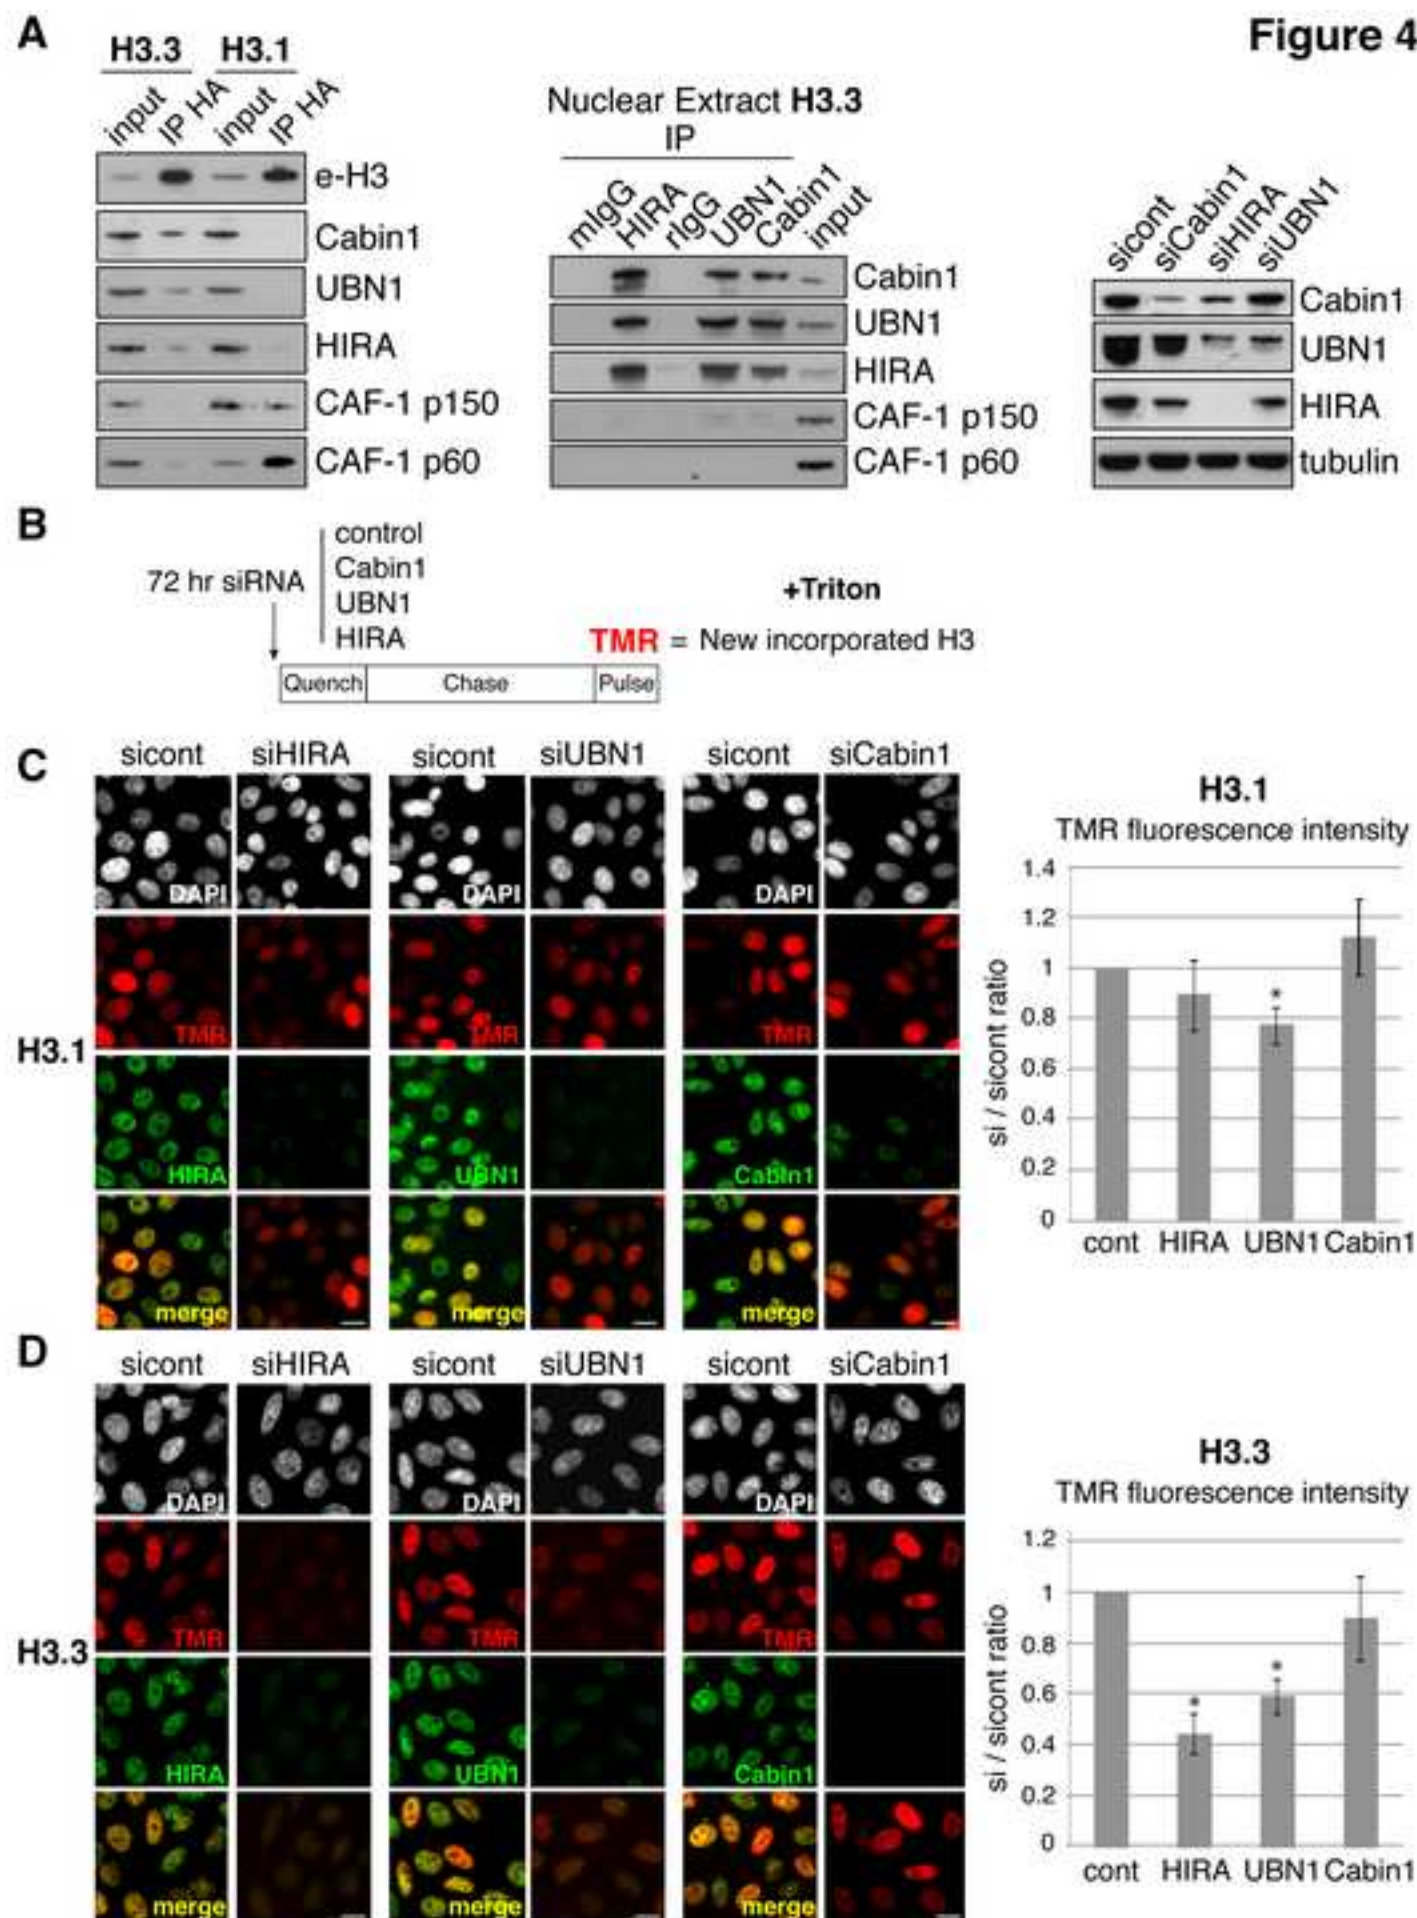 Figure 4
A
H3.3 H3.1
input IP HA input IP HA
e-H3
Cabin1
UBN1
HIRA
CAF-1 p150
CAF-1 p60
Nuclear Extract H3.3
IP
mIgG HIRA rIgG UBN1 Cabin1 input
Cabin1
UBN1
HIRA
CAF-1 p150
CAF-1 p60
sicont siCabin1 siHIRA siUBN1
Cabin1
UBN1
HIRA
tubulin
B
72 hr siRNA
control
Cabin1
UBN1
HIRA
+Triton
TMR = New incorporated H3
Quench Chase Pulse
C
sicont siHIRA sicont siUBN1 sicont siCabin1
DAPI DAPI DAPI
TMR TMR TMR
H3.1
HIRA UBN1 Cabin1
merge merge merge
H3.1
TMR fluorescence intensity
si / sicont ratio
1.4
1.2
1
0.8
0.6
0.4
0.2
0
*
cont HIRA UBN1 Cabin1
D
sicont siHIRA sicont siUBN1 sicont siCabin1
DAPI DAPI DAPI
TMR TMR TMR
H3.3
HIRA UBN1 Cabin1
merge merge merge
H3.3
TMR fluorescence intensity
si / sicont ratio
1.2
1
0.8
0.6
0.4
0.2
0
* *
cont HIRA UBN1 Cabin1